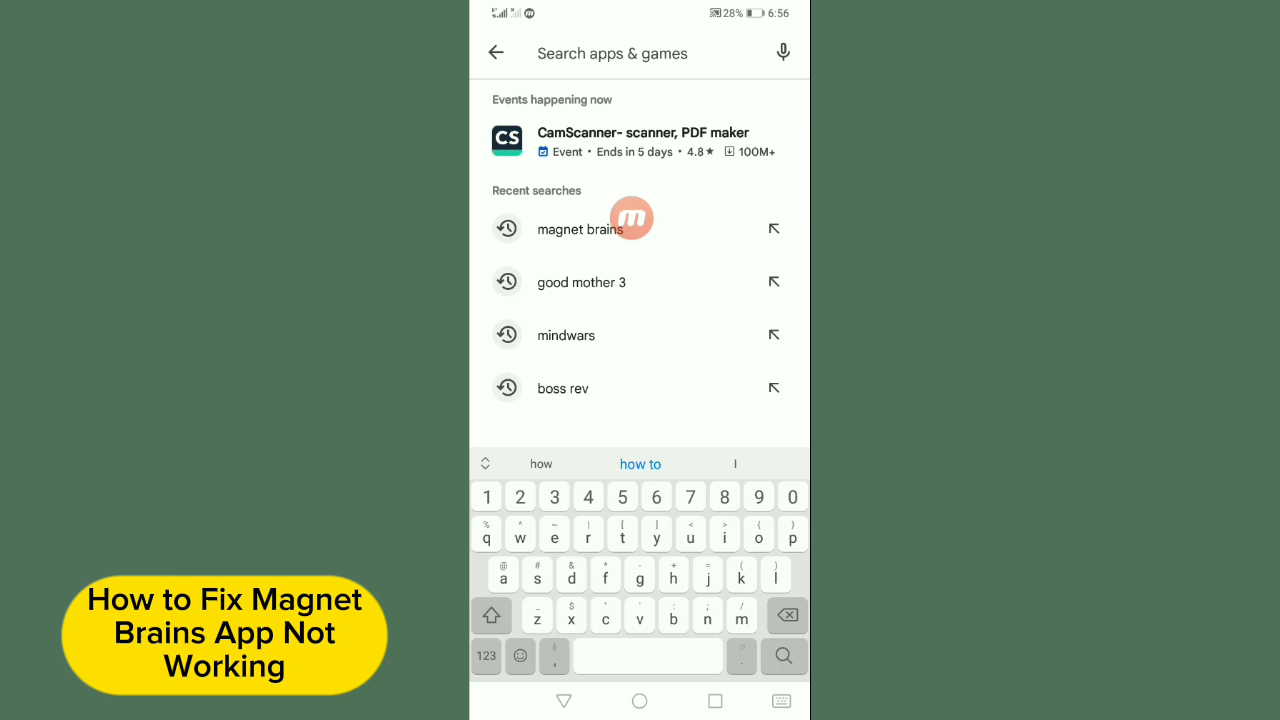 28% 6:56
Search apps & games
Events happening now
CS
CamScanner- scanner, PDF maker
Event • Ends in 5 days • 4.8★ 100M+
Recent searches
magnet brains
m
good mother 3
mindwars
boss rev
how how to I
1 2 3 4 5 6 7 8 9 0
% ^ ~ | [ ] < > { }
q w e r t y u i o p
@ # & * - + = ( )
a s d f g h j k l
_ $ " ' : ; /
z x c v b n m
123 , .
How to Fix Magnet
Brains App Not
Working